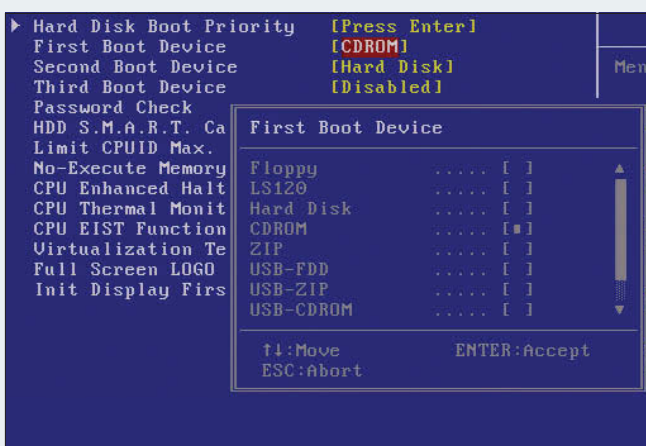 Hard Disk Boot Priority [Press Enter]
First Boot Device [CDROM]
Second Boot Device [Hard Disk]
Third Boot Device [Disabled]
Password Check
HDD S.M.A.R.T. Ca
Limit CPUID Max.
No-Execute Memory
CPU Enhanced Halt
CPU Thermal Monit
CPU EIST Function
Virtualization Te
Full Screen LOGO
Init Display Firs
Men
First Boot Device
Floppy ..... [ ]
LS120 ..... [ ]
Hard Disk ..... [ ]
CDROM ..... [▪]
ZIP ..... [ ]
USB-FDD ..... [ ]
USB-ZIP ..... [ ]
USB-CDROM ..... [ ]
↑↓:Move ENTER:Accept
ESC:Abort